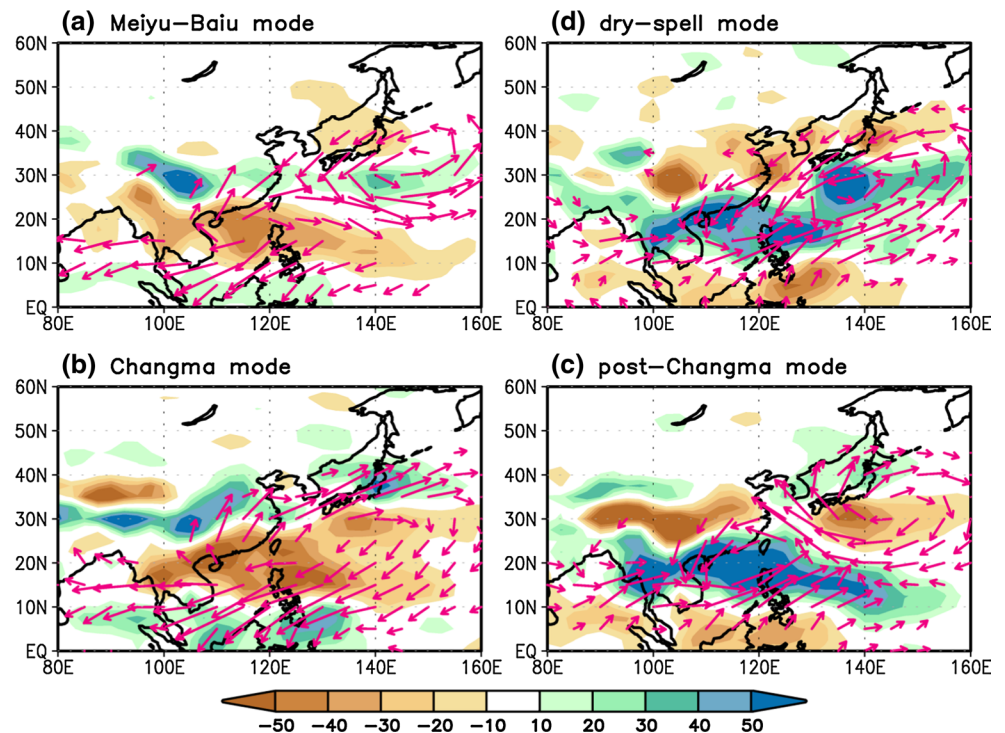 (a) Meiyu-Baiu mode
60N
50N
40N
30N
20N
10N
EQ
80E 100E 120E 140E 160E
(d) dry-spell mode
60N
50N
40N
30N
20N
10N
EQ
80E 100E 120E 140E 160E
(b) Changma mode
60N
50N
40N
30N
20N
10N
EQ
80E 100E 120E 140E 160E
(c) post-Changma mode
60N
50N
40N
30N
20N
10N
EQ
80E 100E 120E 140E 160E
-50 -40 -30 -20 -10 10 20 30 40 50